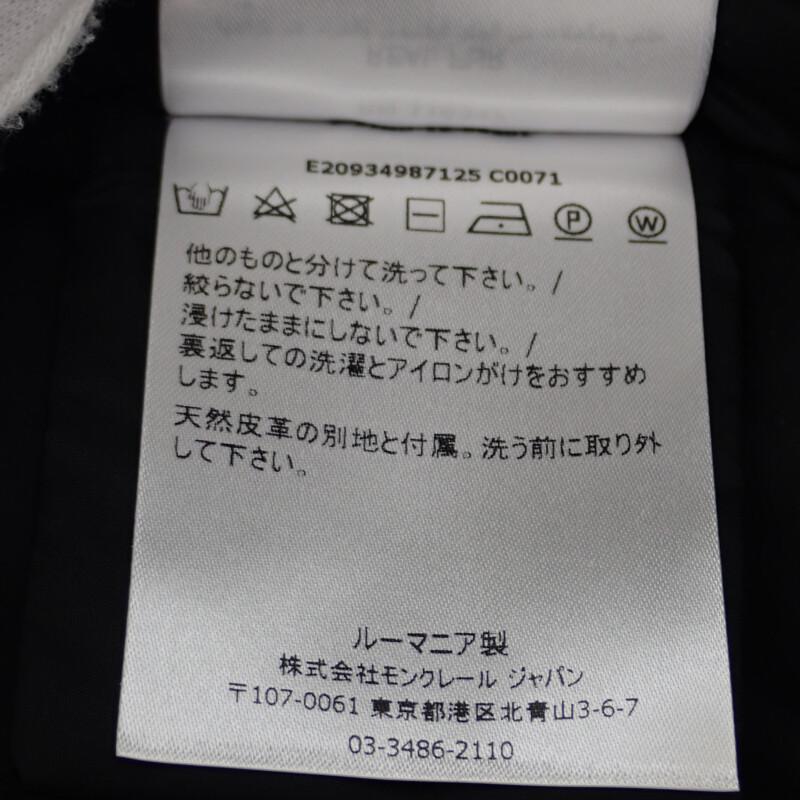 REAL FUR
E20934987125 C0071
P W
他のものと分けて洗って下さい。/
絞らないで下さい。/
浸けたままにしないで下さい。/
裏返しての洗濯とアイロンがけをおすすめ
します。
天然皮革の別地と付属。洗う前に取り外
して下さい。
ルーマニア製
株式会社モンクレール ジャパン
〒107-0061 東京都港区北青山3-6-7
03-3486-2110